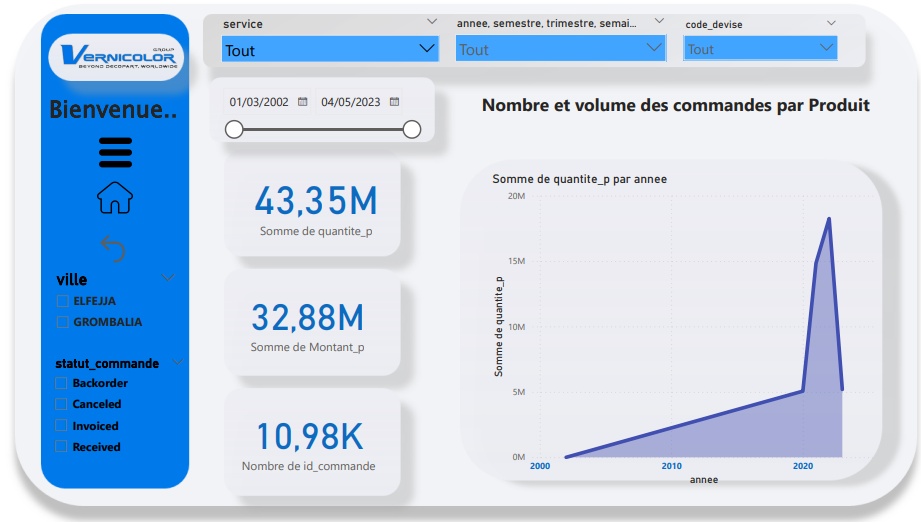 GROUP
VERNICOLOR
BEYOND DECOPART, WORLDWIDE
Bienvenue..
ville
ELFEJJA
GROMBALIA
statut_commande
Backorder
Canceled
Invoiced
Received
service
Tout
annee, semestre, trimestre, semai...
Tout
code_devise
Tout
01/03/2002
04/05/2023
43,35M
Somme de quantite_p
32,88M
Somme de Montant_p
10,98K
Nombre de id_commande
Nombre et volume des commandes par Produit
Somme de quantite_p par annee
Somme de quantite_p
20M
15M
10M
5M
0M
2000
2010
2020
annee